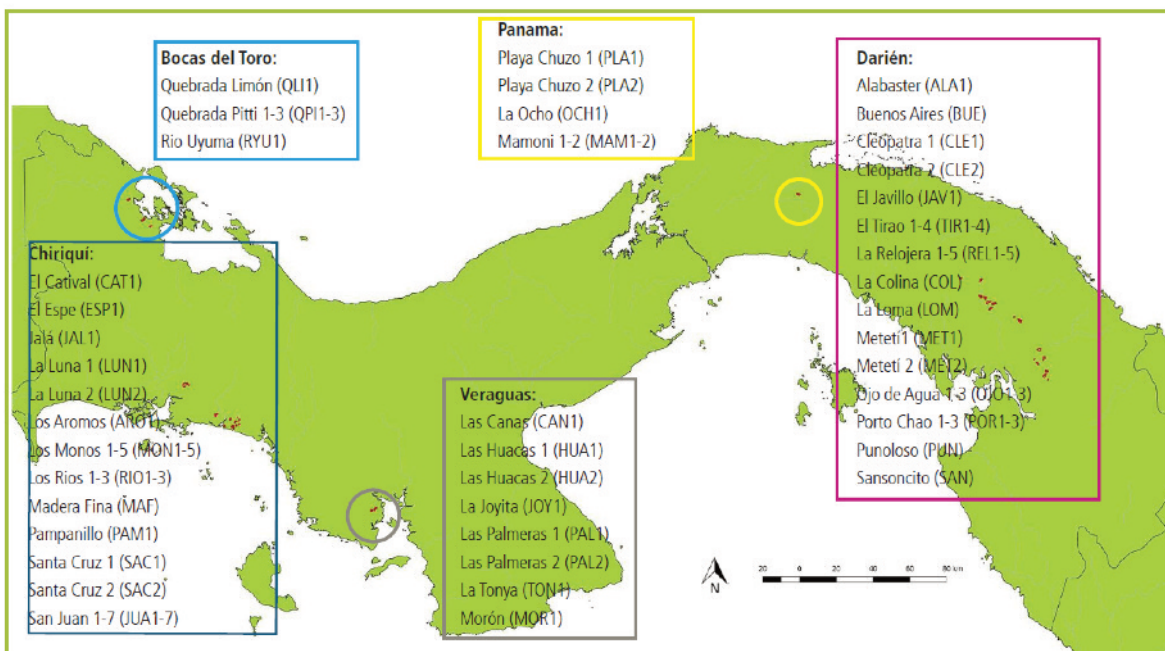 Bocas del Toro:
Quebrada Limón (QLI1)
Quebrada Pitti 1-3 (QPI1-3)
Rio Uyuma (RYU1)
Panama:
Playa Chuzo 1 (PLA1)
Playa Chuzo 2 (PLA2)
La Ocho (OCH1)
Mamoni 1-2 (MAM1-2)
Darién:
Alabaster (ALA1)
Buenos Aires (BUE)
Cleopatra 1 (CLE1)
Cleopatra 2 (CLE2)
El Javillo (JAV1)
El Tirao 1-4 (TIR1-4)
La Relojera 1-5 (REL1-5)
La Colina (COL)
La Loma (LOM)
Metetí1 (MET1)
Metetí 2 (MET2)
Ojo de Agua 1-3 (OJO1-3)
Porto Chao 1-3 (POR1-3)
Punoloso (PUN)
Sansoncito (SAN)
Chiriquí:
El Catival (CAT1)
El Espe (ESP1)
Jalá (JAL1)
La Luna 1 (LUN1)
La Luna 2 (LUN2)
Los Aromos (ARO1)
Los Monos 1-5 (MON1-5)
Los Rios 1-3 (RIO1-3)
Madera Fina (MAF)
Pampanillo (PAM1)
Santa Cruz 1 (SAC1)
Santa Cruz 2 (SAC2)
San Juan 1-7 (JUA1-7)
Veraguas:
Las Canas (CAN1)
Las Huacas 1 (HUA1)
Las Huacas 2 (HUA2)
La Joyita (JOY1)
Las Palmeras 1 (PAL1)
Las Palmeras 2 (PAL2)
La Tonya (TON1)
Morón (MOR1)
N
20 0 20 40 60 80 km